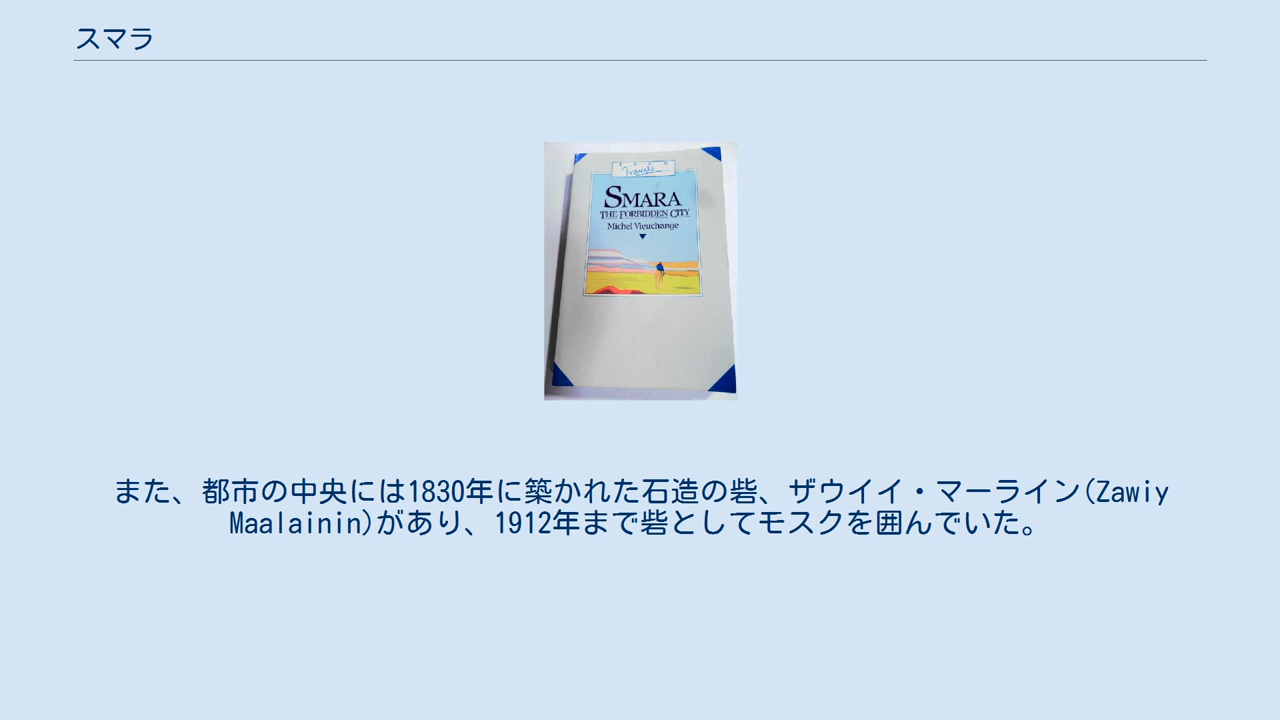 スマラ
Travels
SMARA
THE FORBIDDEN CITY
Michel Vieuchange
また、都市の中央には1830年に築かれた石造の砦、ザウイイ・マーライン(Zawiy
Maalainin)があり、1912年まで砦としてモスクを囲んでいた。